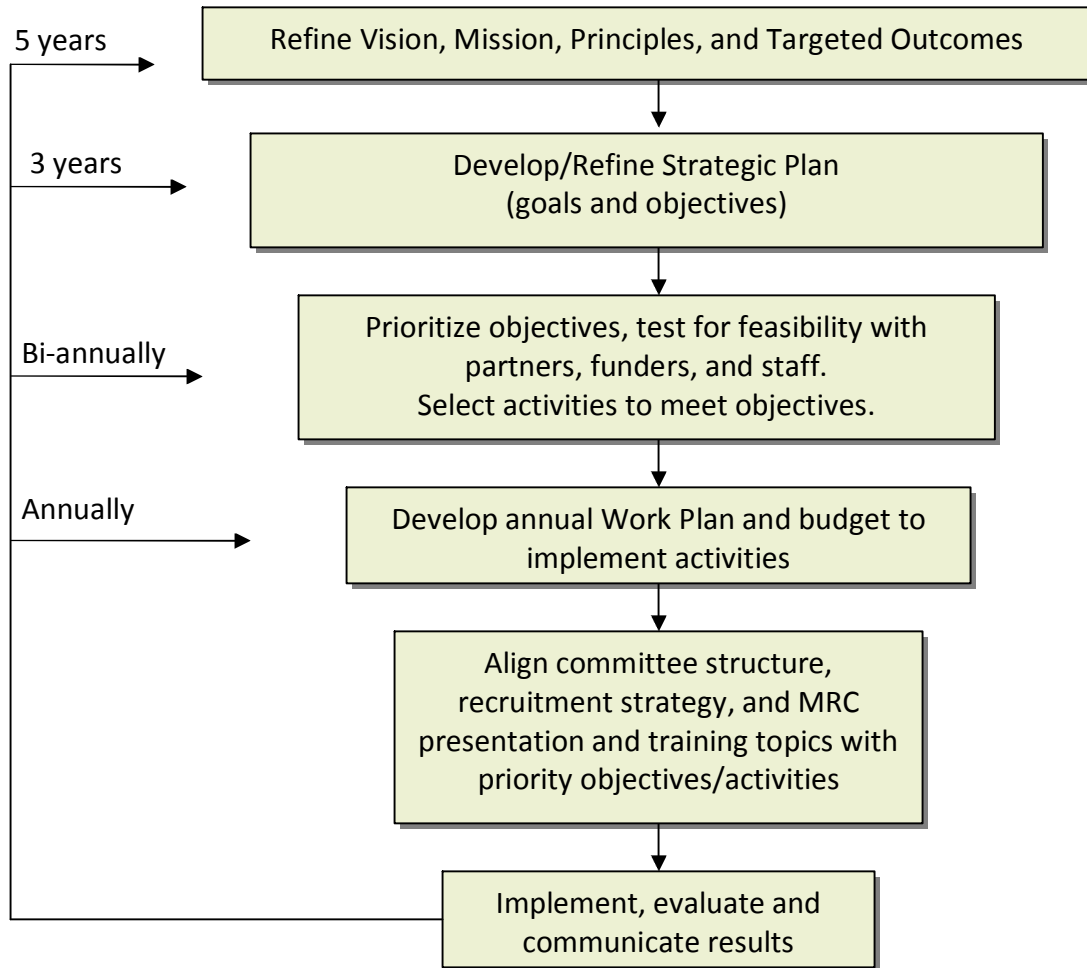 5 years
Refine Vision, Mission, Principles, and Targeted Outcomes
3 years
Develop/Refine Strategic Plan
(goals and objectives)
Bi-annually
Prioritize objectives, test for feasibility with
partners, funders, and staff.
Select activities to meet objectives.
Annually
Develop annual Work Plan and budget to
implement activities
Align committee structure,
recruitment strategy, and MRC
presentation and training topics with
priority objectives/activities
Implement, evaluate and
communicate results